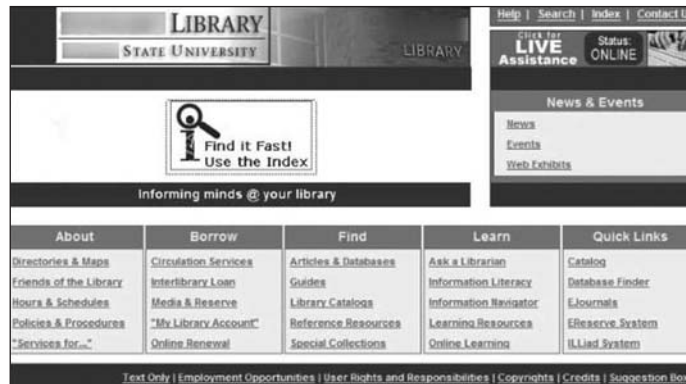 LIBRARY
STATE UNIVERSITY
LIBRARY
Help | Search | Index | Contact U
Click for
LIVE
Assistance
Status:
ONLINE
News & Events
News
Events
Web Exhibits
Find it Fast!
Use the Index
Informing minds @ your library
About
Directories & Maps
Friends of the Library
Hours & Schedules
Policies & Procedures
"Services for..."
Borrow
Circulation Services
Interlibrary Loan
Media & Reserve
"My Library Account"
Online Renewal
Find
Articles & Databases
Guides
Library Catalogs
Reference Resources
Special Collections
Learn
Ask a Librarian
Information Literacy
Information Navigator
Learning Resources
Online Learning
Quick Links
Catalog
Database Finder
EJournals
EReserve System
ILLiad System
Text Only | Employment Opportunities | User Rights and Responsibilities | Copyrights | Credits | Suggestion Box